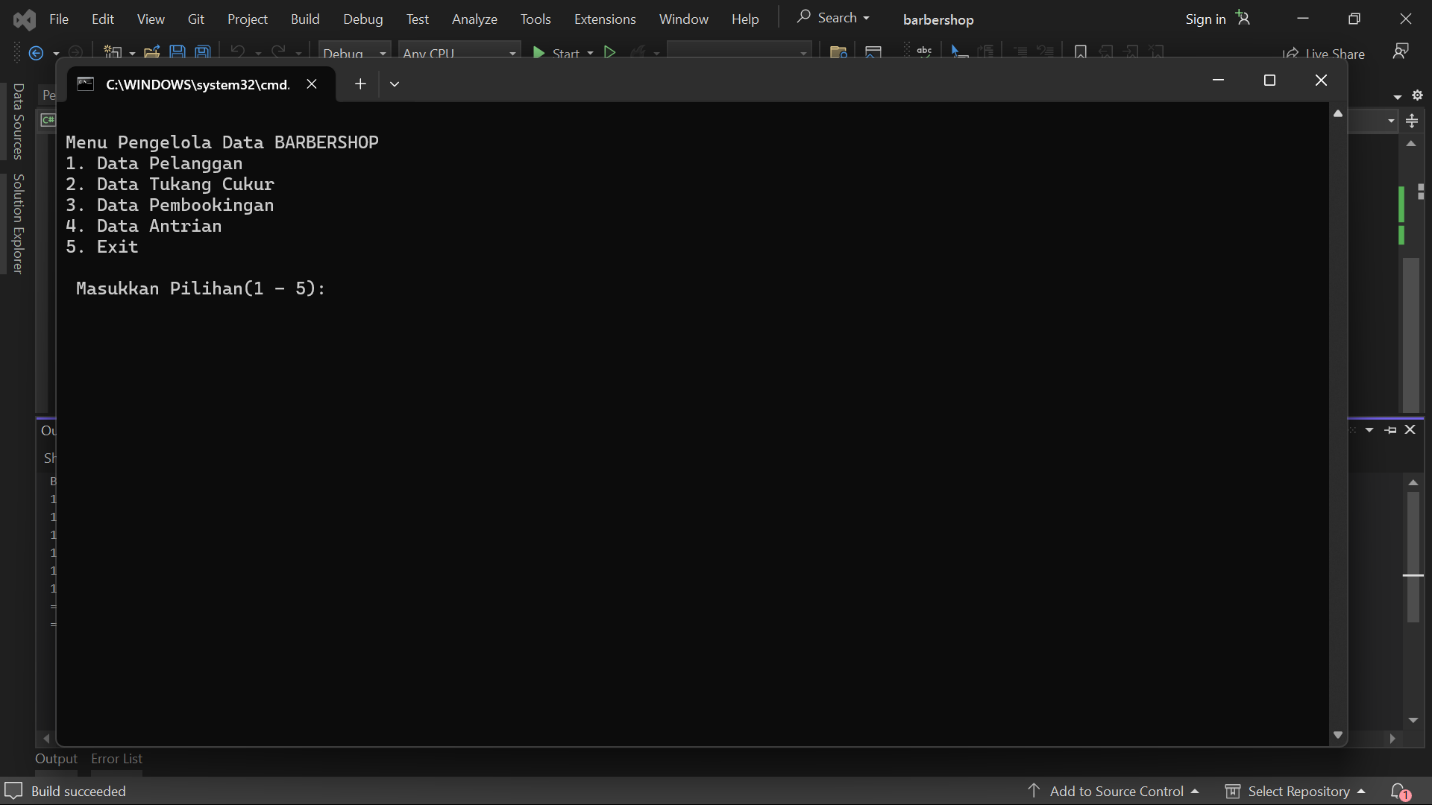 File Edit View Git Project Build Debug Test Analyze Tools Extensions Window Help Search barbershop Sign in
Debug Any CPU Start Live Share
C:\WINDOWS\system32\cmd.
Data Sources
Solution Explorer
C#
Menu Pengelola Data BARBERSHOP
1. Data Pelanggan
2. Data Tukang Cukur
3. Data Pembookingan
4. Data Antrian
5. Exit
Masukkan Pilihan(1 - 5):
Output Error List
Build succeeded Add to Source Control Select Repository 1